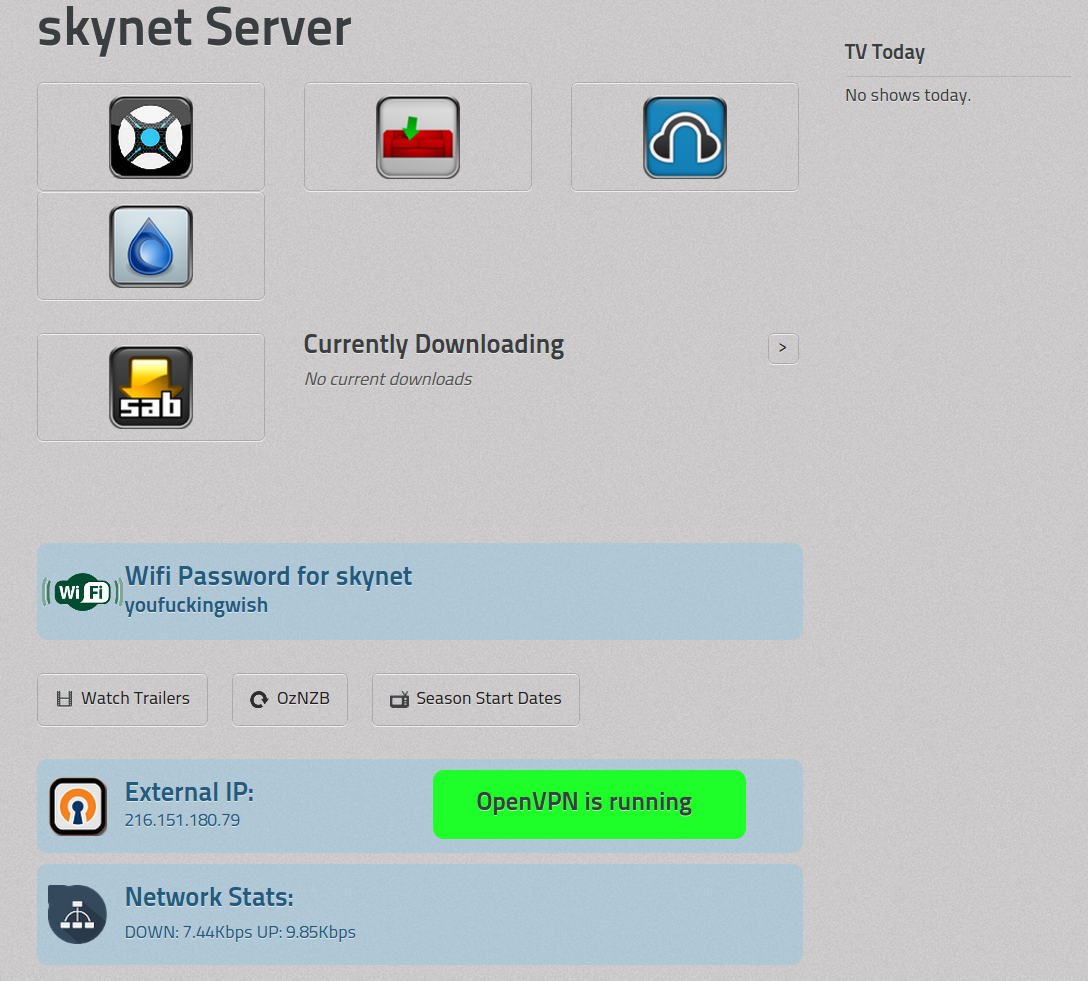 skynet Server
TV Today
No shows today.
sab
Currently Downloading
>
No current downloads
WiFi
Wifi Password for skynet
youfuckingwish
Watch Trailers
OzNZB
Season Start Dates
External IP:
216.151.180.79
OpenVPN is running
Network Stats:
DOWN: 7.44Kbps UP: 9.85Kbps